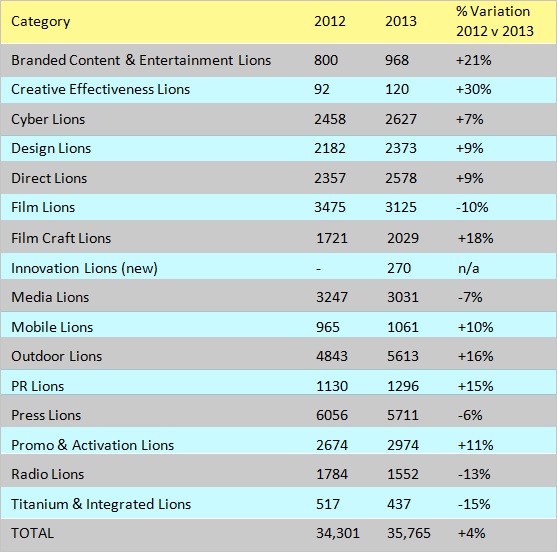 Category 2012 2013 % Variation
2012 v 2013
Branded Content & Entertainment Lions 800 968 +21%
Creative Effectiveness Lions 92 120 +30%
Cyber Lions 2458 2627 +7%
Design Lions 2182 2373 +9%
Direct Lions 2357 2578 +9%
Film Lions 3475 3125 -10%
Film Craft Lions 1721 2029 +18%
Innovation Lions (new) - 270 n/a
Media Lions 3247 3031 -7%
Mobile Lions 965 1061 +10%
Outdoor Lions 4843 5613 +16%
PR Lions 1130 1296 +15%
Press Lions 6056 5711 -6%
Promo & Activation Lions 2674 2974 +11%
Radio Lions 1784 1552 -13%
Titanium & Integrated Lions 517 437 -15%
TOTAL 34,301 35,765 +4%